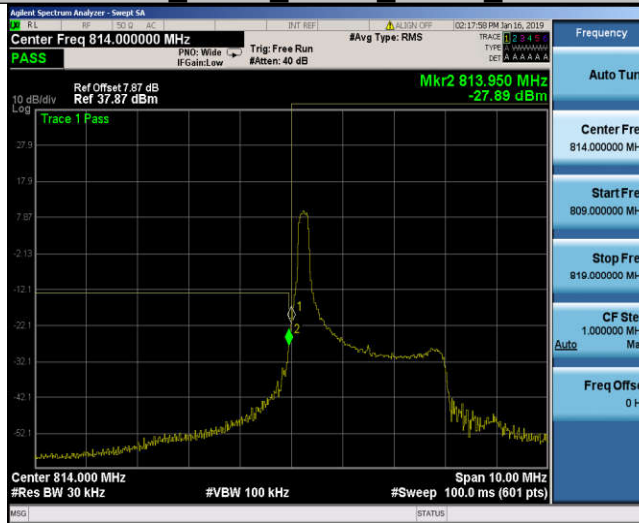 Agilent Spectrum Analyzer - Swept SA
RL RF 50 Ω AC INT REF ALIGN OFF 02:17:58 PM Jan 16, 2019
Center Freq 814.000000 MHz
PASS
PNO: Wide
IFGain:Low
Trig: Free Run
#Atten: 40 dB
#Avg Type: RMS
TRACE 1 2 3 4 5 6
TYPE A WWWWW
DET A A A A A A
Mkr2 813.950 MHz
-27.89 dBm
Ref Offset 7.87 dB
Ref 37.87 dBm
10 dB/div
Log
Trace 1 Pass
27.9
17.9
7.87
-2.13
-12.1
-22.1
-32.1
-42.1
-52.1
1
2
Center 814.000 MHz
Span 10.00 MHz
#Res BW 30 kHz
#VBW 100 kHz
#Sweep 100.0 ms (601 pts)
MSG
STATUS
Frequency
Auto Tun
Center Fre
814.000000 MH
Start Fre
809.000000 MH
Stop Fre
819.000000 MH
CF Ste
1.000000 MH
Auto Ma
Freq Offse
0 H